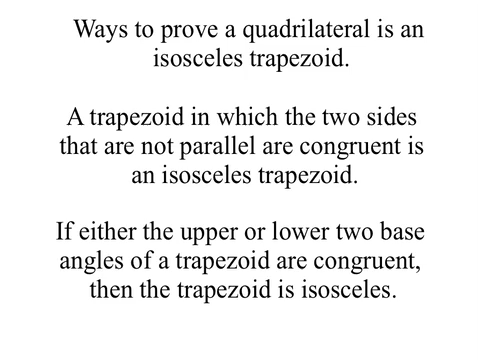 Ways to prove a quadrilateral is an
isosceles trapezoid.
A trapezoid in which the two sides
that are not parallel are congruent is
an isosceles trapezoid.
If either the upper or lower two base
angles of a trapezoid are congruent,
then the trapezoid is isosceles.